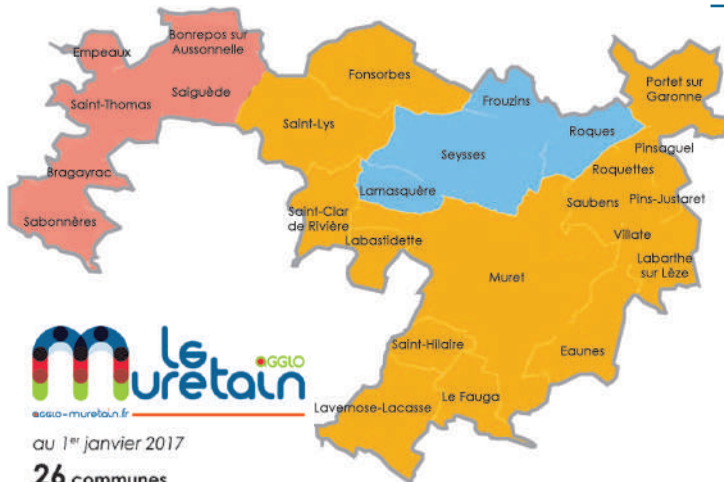 Bonrepos sur
Aussonnelle
Empeaux
Fonsorbes
Portet sur
Garonne
Saiguède
Saint-Thomas
Frouzins
Saint-Lys
Roques
Pinsaguel
Seysses
Roquettes
Bragayrac
Lamasquère
Saubens
Pins-Justaret
Saint-Clar
de Rivière
Sabonnères
Labastidette
Villate
Labarthe
sur Lèze
Muret
Saint-Hilaire
Eaunes
Le Fauga
Lavernose-Lacasse
le
muretain
AGGLO
agglo-muretain.fr
au 1er janvier 2017
26 communes